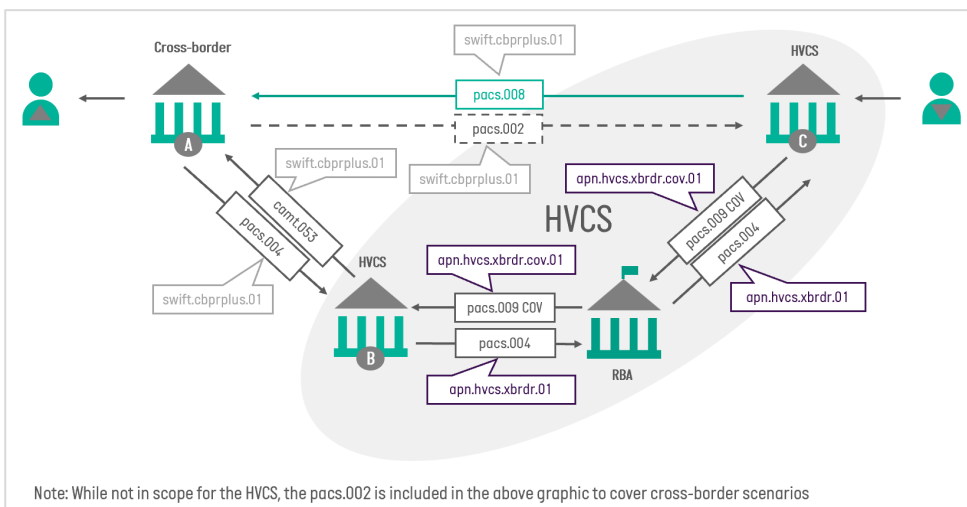 swift.cbprplus.01
Cross-border
HVCS
pacs.008
pacs.002
A
C
swift.cbprplus.01
swift.cbprplus.01
apn.hvcs.xbrdr.cov.01
camt.053
pacs.004
HVCS
pacs.009 COV
pacs.004
HVCS
apn.hvcs.xbrdr.cov.01
swift.cbprplus.01
apn.hvcs.xbrdr.01
pacs.009 COV
pacs.004
B
RBA
apn.hvcs.xbrdr.01
Note: While not in scope for the HVCS, the pacs.002 is included in the above graphic to cover cross-border scenarios